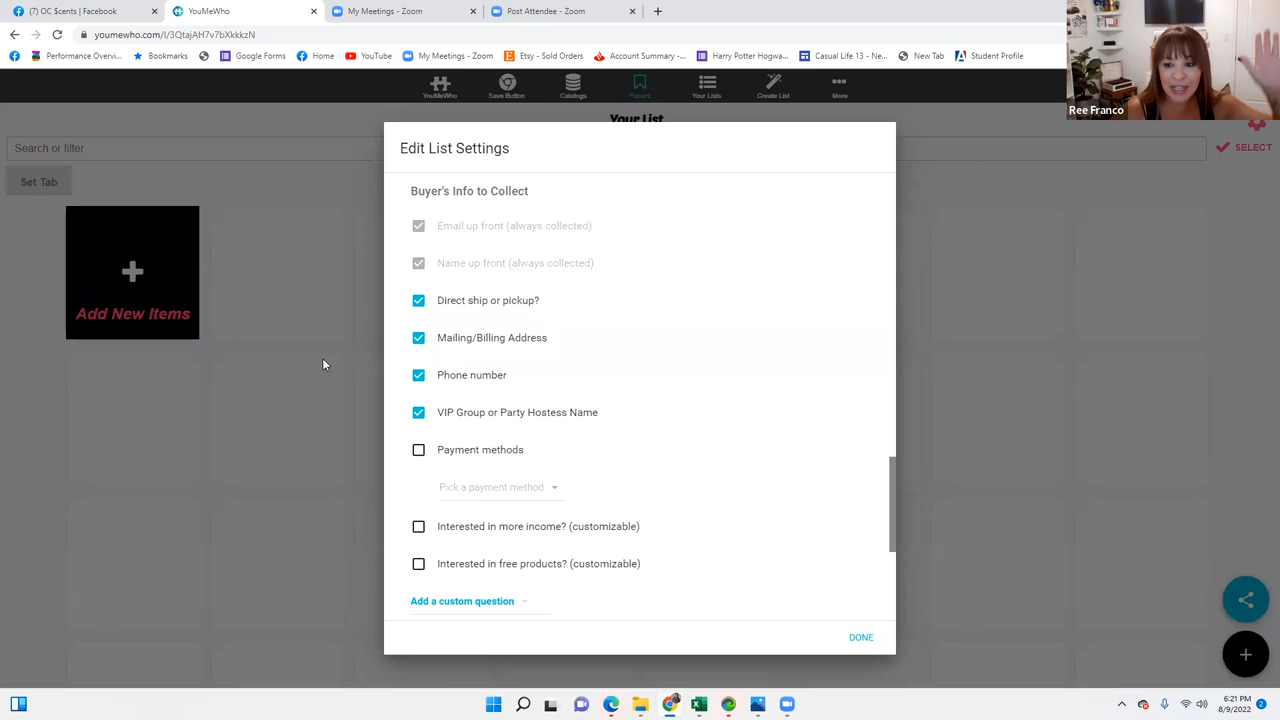 (7) OC $cents | Facebook
YouMeWho
My Meetings - Zoom
Post Attendee - Zoom
youmewho.com/l/3QtajAH7v7bXkkkzN
Performance Overvi...
Bookmarks
Google Forms
Home
YouTube
My Meetings - Zoom
Etsy - Sold Orders
Account Summary -...
Harry Potter Hogwa...
Casual Life 13 – Ne...
New Tab
Student Profile
Ree Franco
YouMeWho
Save Button
Catalogs
Repent
Your Lists
Create List
More
Your List
Search or filter
SELECT
Set Tab
Add New Items
Edit List Settings
Buyer's Info to Collect
Email up front (always collected)
Name up front (always collected)
Direct ship or pickup?
Mailing/Billing Address
Phone number
VIP Group or Party Hostess Name
Payment methods
Pick a payment method
Interested in more income? (customizable)
Interested in free products? (customizable)
Add a custom question
DONE
6:21 PM
8/9/2022
2